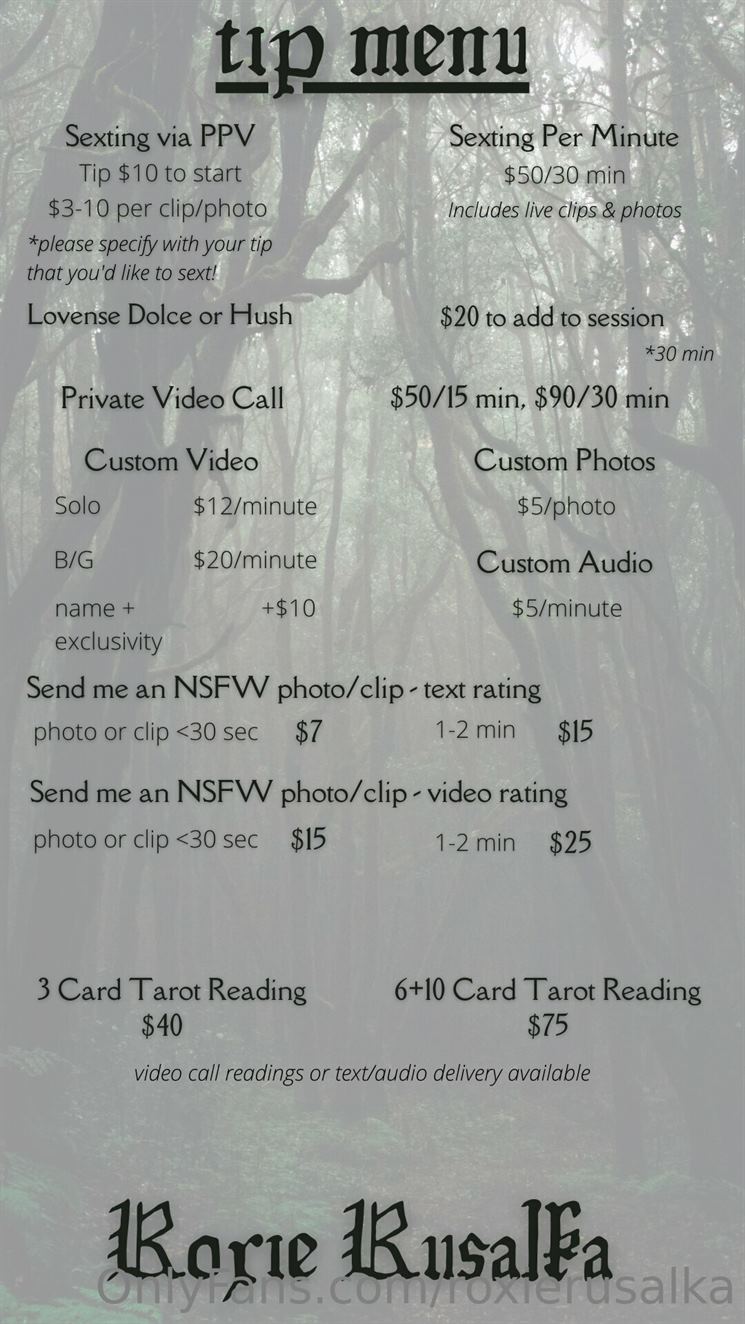 tip menu
Sexting via PPV
Tip $10 to start
$3-10 per clip/photo
*please specify with your tip
that you'd like to sext!
Sexting Per Minute
$50/30 min
Includes live clips & photos
Lovense Dolce or Hush
$20 to add to session
*30 min
Private Video Call
$50/15 min, $90/30 min
Custom Video
Solo $12/minute
B/G $20/minute
name + +$10
exclusivity
Custom Photos
$5/photo
Custom Audio
$5/minute
Send me an NSFW photo/clip - text rating
photo or clip <30 sec $7 1-2 min $15
Send me an NSFW photo/clip - video rating
photo or clip <30 sec $15 1-2 min $25
3 Card Tarot Reading
$40
6+10 Card Tarot Reading
$75
video call readings or text/audio delivery available
Roxie Rusalka
OnlyFans.com/roxierusalka